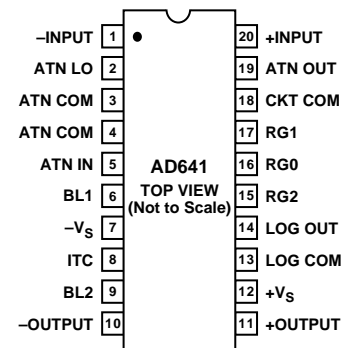 –INPUT 1 20 +INPUT
ATN LO 2 19 ATN OUT
ATN COM 3 18 CKT COM
ATN COM 4 17 RG1
ATN IN 5 16 RG0
AD641
BL1 6 TOP VIEW 15 RG2
(Not to Scale)
–VS 7 14 LOG OUT
ITC 8 13 LOG COM
BL2 9 12 +VS
–OUTPUT 10 11 +OUTPUT